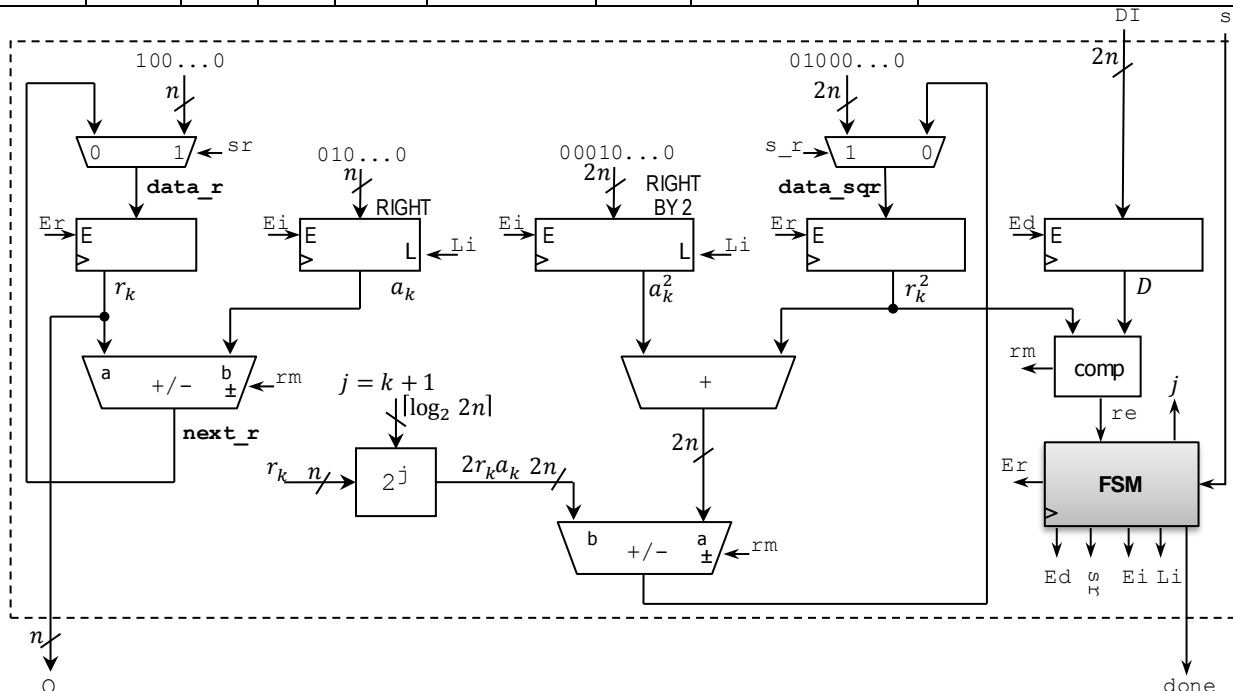 DI s
100...0 01000...0
n 2n 2n
0 1 sr 010...0 00010...0 s_r 1 0
n 2n
data_r RIGHT RIGHT BY 2 data_sqr
Er E Ei E L Li Ei E L Li Er E Ed E
r_k a_k a_k^2 r_k^2 D
a b
+/- ± rm + rm comp j
j = k + 1
⌈log_2 2n⌉ re
next_r 2n
r_k n 2^j 2r_k a_k 2n Er FSM
b a
+/- ± rm
Ed sr Ei Li
n
Q done